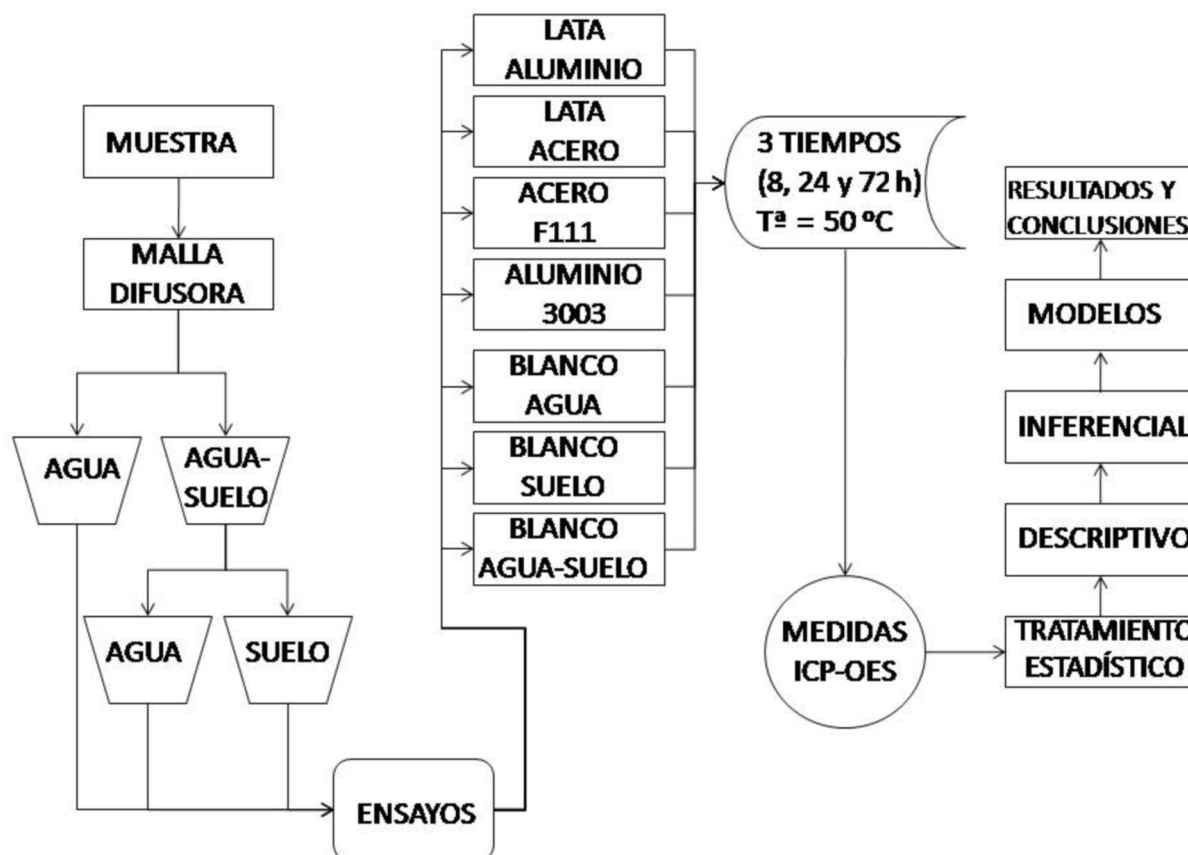 MUESTRA
MALLA
DIFUSORA
AGUA
AGUA-
SUELO
AGUA
SUELO
ENSAYOS
LATA
ALUMINIO
LATA
ACERO
ACERO
F111
ALUMINIO
3003
BLANCO
AGUA
BLANCO
SUELO
BLANCO
AGUA-SUELO
3 TIEMPOS
(8, 24 y 72 h)
Tª = 50 ºC
MEDIDAS
ICP-OES
TRATAMIENTO
ESTADÍSTICO
DESCRIPTIVO
INFERENCIAL
MODELOS
RESULTADOS Y
CONCLUSIONES